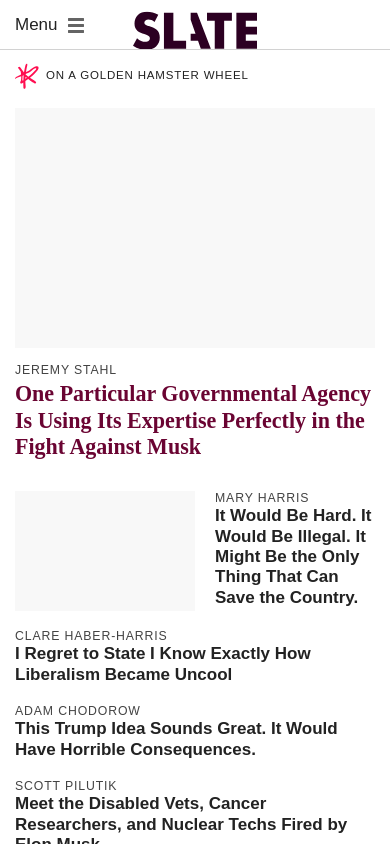 Menu
SLATE
ON A GOLDEN HAMSTER WHEEL
JEREMY STAHL
One Particular Governmental Agency
Is Using Its Expertise Perfectly in the
Fight Against Musk
MARY HARRIS
It Would Be Hard. It
Would Be Illegal. It
Might Be the Only
Thing That Can
Save the Country.
CLARE HABER-HARRIS
I Regret to State I Know Exactly How
Liberalism Became Uncool
ADAM CHODOROW
This Trump Idea Sounds Great. It Would
Have Horrible Consequences.
SCOTT PILUTIK
Meet the Disabled Vets, Cancer
Researchers, and Nuclear Techs Fired by
Elon Musk